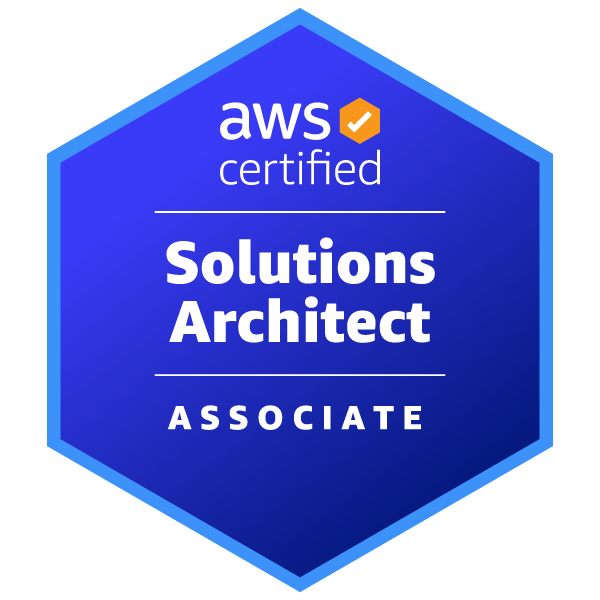 aws
certified
Solutions
Architect
ASSOCIATE